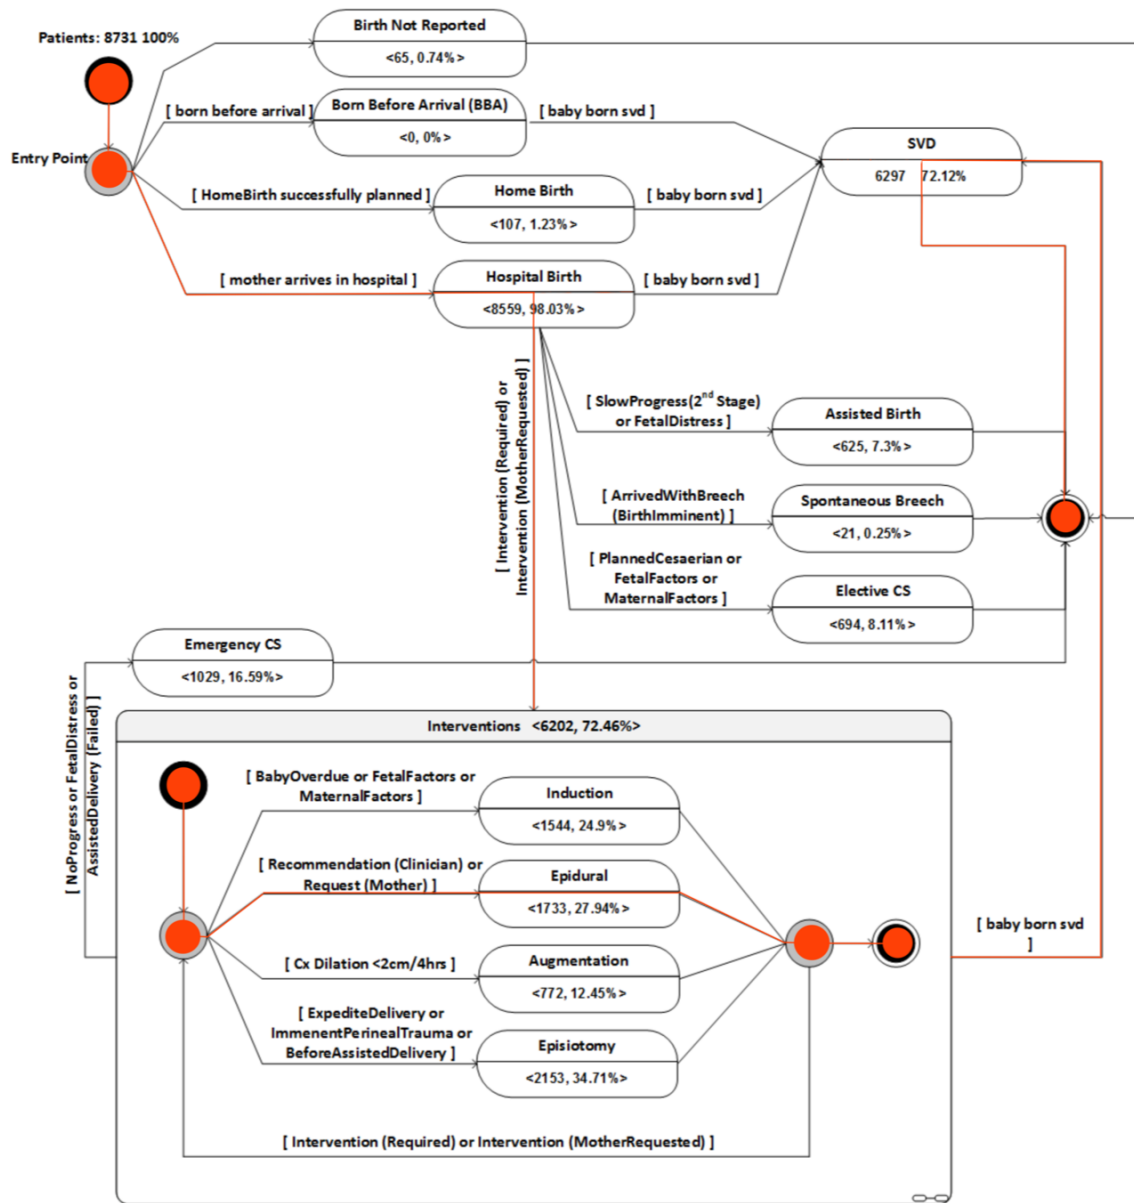 Patients: 8731 100%
Birth Not Reported
<65, 0.74%>
Entry Point
[ born before arrival ]
Born Before Arrival (BBA)
<0, 0%>
[ baby born svd ]
SVD
6297 72.12%
[ HomeBirth successfully planned ]
Home Birth
<107, 1.23%>
[ baby born svd ]
[ mother arrives in hospital ]
Hospital Birth
<8559, 98.03%>
[ baby born svd ]
[ Intervention (Required) or
Intervention (MotherRequested) ]
[ SlowProgress(2nd Stage)
or FetalDistress ]
Assisted Birth
<625, 7.3%>
[ ArrivedWithBreech
(BirthImminent) ]
Spontaneous Breech
<21, 0.25%>
[ PlannedCesaerian or
FetalFactors or
MaternalFactors ]
Elective CS
<694, 8.11%>
Emergency CS
<1029, 16.59%>
[ NoProgress or FetalDistress or
AssistedDelivery (Failed) ]
Interventions <6202, 72.46%>
[ BabyOverdue or FetalFactors or
MaternalFactors ]
Induction
<1544, 24.9%>
[ Recommendation (Clinician) or
Request (Mother) ]
Epidural
<1733, 27.94%>
[ Cx Dilation <2cm/4hrs ]
Augmentation
<772, 12.45%>
[ ExpediteDelivery or
ImmenentPerinealTrauma or
BeforeAssistedDelivery ]
Episiotomy
<2153, 34.71%>
[ baby born svd
]
[ Intervention (Required) or Intervention (MotherRequested) ]